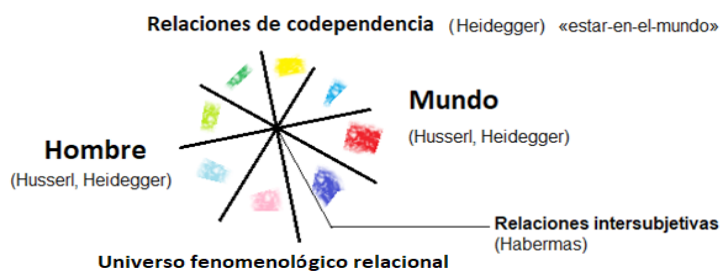 Relaciones de codependencia (Heidegger) «estar-en-el-mundo»
Mundo
(Husserl, Heidegger)
Hombre
(Husserl, Heidegger)
Relaciones intersubjetivas
(Habermas)
Universo fenomenológico relacional